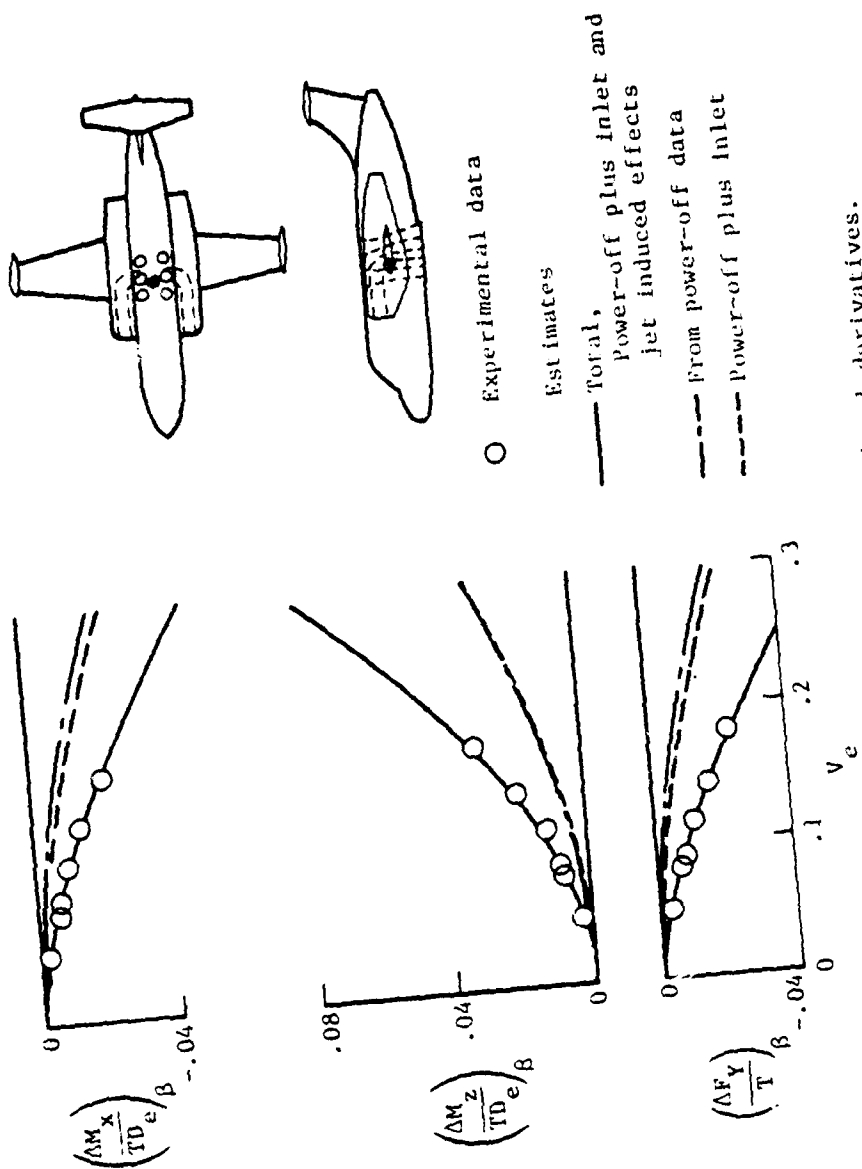 0
-.04
(ΔM_x / TD_e)_β
.08
.04
0
(ΔM_z / TD_e)_β
0
-.04
(ΔF_Y / T)_β
0 .1 .2 .3
V_e
Experimental data
Estimates
Total,
Power-off plus inlet and
jet induced effects
From power-off data
Power-off plus inlet
derivatives.